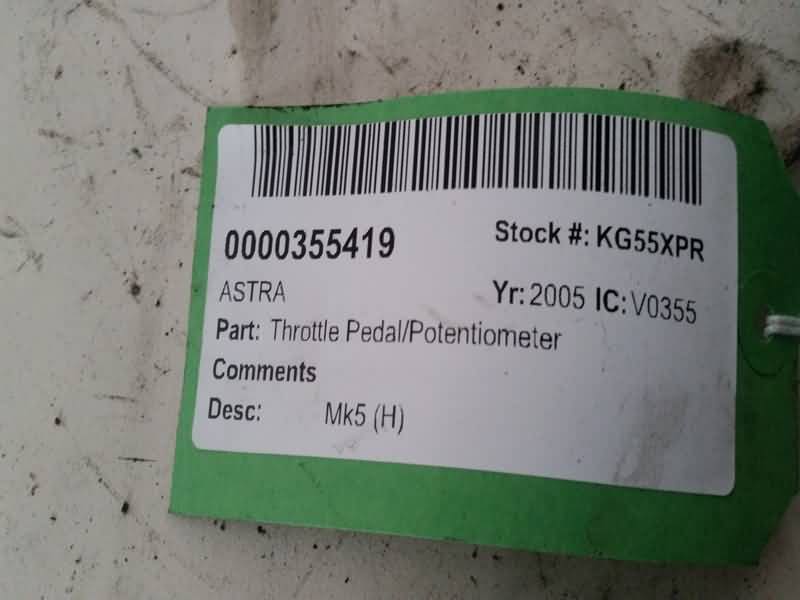 0000355419 Stock #: KG55XPR
ASTRA Yr: 2005 IC: V0355
Part: Throttle Pedal/Potentiometer
Comments
Desc: Mk5 (H)